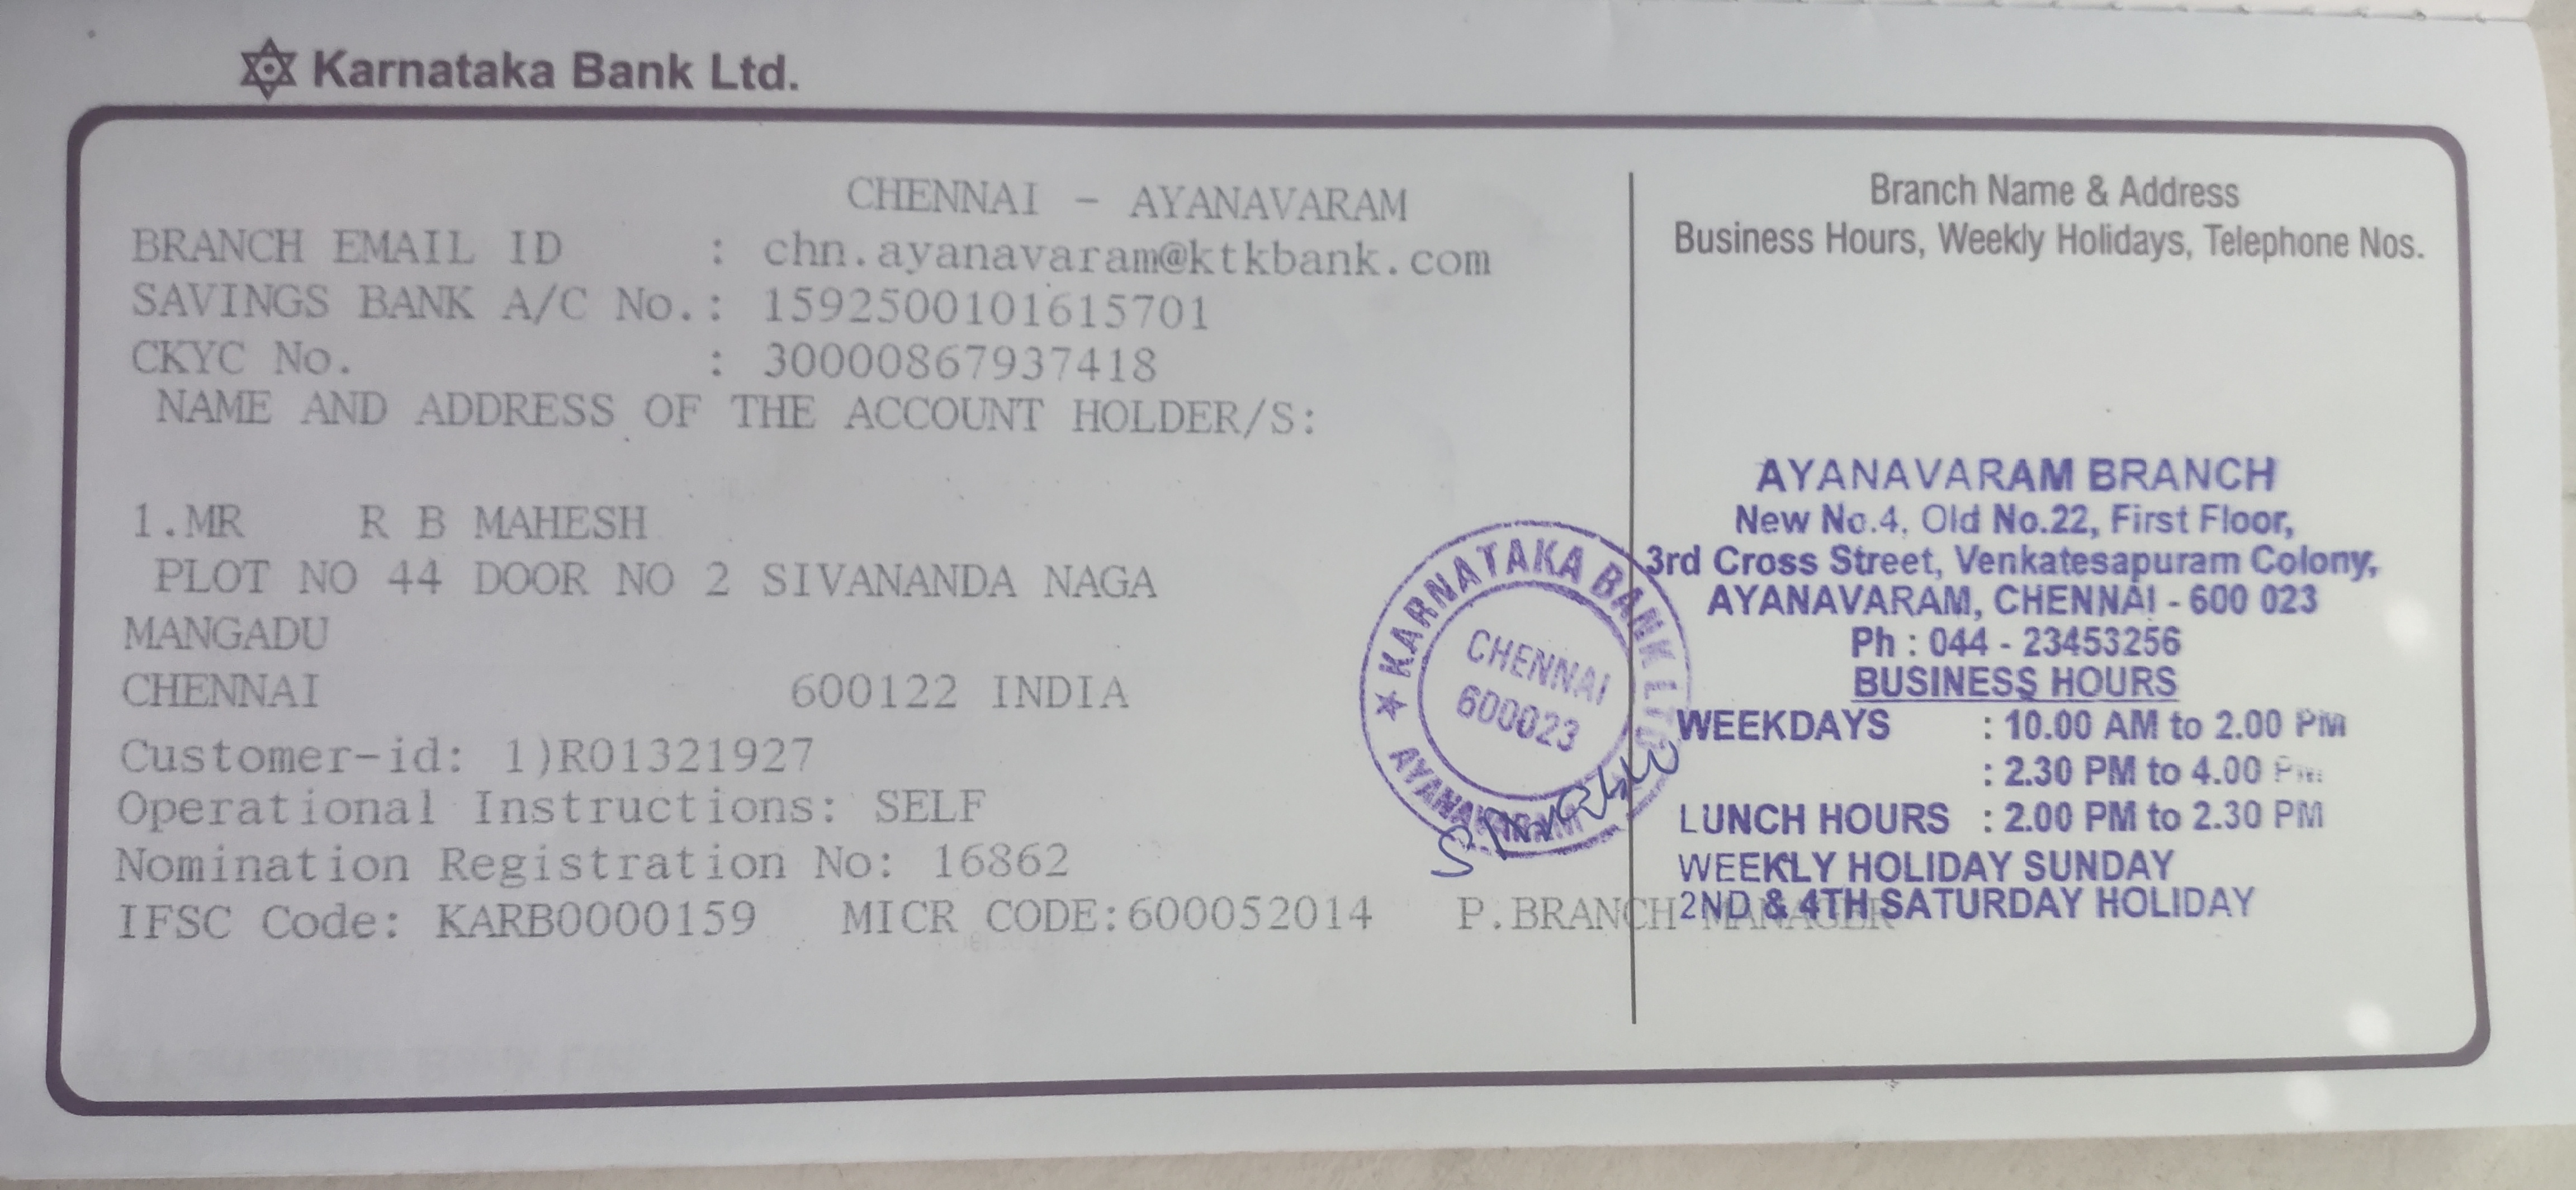 Karnataka Bank Ltd.
CHENNAI - AYANAVARAM
BRANCH EMAIL ID : chn.ayanavaram@ktkbank.com
SAVINGS BANK A/C No.: 1592500101615701
CKYC No. : 30000867937418
NAME AND ADDRESS OF THE ACCOUNT HOLDER/S:
1.MR R B MAHESH
PLOT NO 44 DOOR NO 2 SIVANANDA NAGA
MANGADU
CHENNAI 600122 INDIA
Customer-id: 1)R01321927
Operational Instructions: SELF
Nomination Registration No: 16862
IFSC Code: KARB0000159 MICR CODE:600052014 P.BRANCH MANAGER
KARNATAKA BANK LTD
CHENNAI
600023
Branch Name & Address
Business Hours, Weekly Holidays, Telephone Nos.
AYANAVARAM BRANCH
New No.4, Old No.22, First Floor,
3rd Cross Street, Venkatesapuram Colony,
AYANAVARAM, CHENNAI - 600 023
Ph : 044 - 23453256
BUSINESS HOURS
WEEKDAYS : 10.00 AM to 2.00 PM
: 2.30 PM to 4.00 PM
LUNCH HOURS : 2.00 PM to 2.30 PM
WEEKLY HOLIDAY SUNDAY
2ND & 4TH SATURDAY HOLIDAY